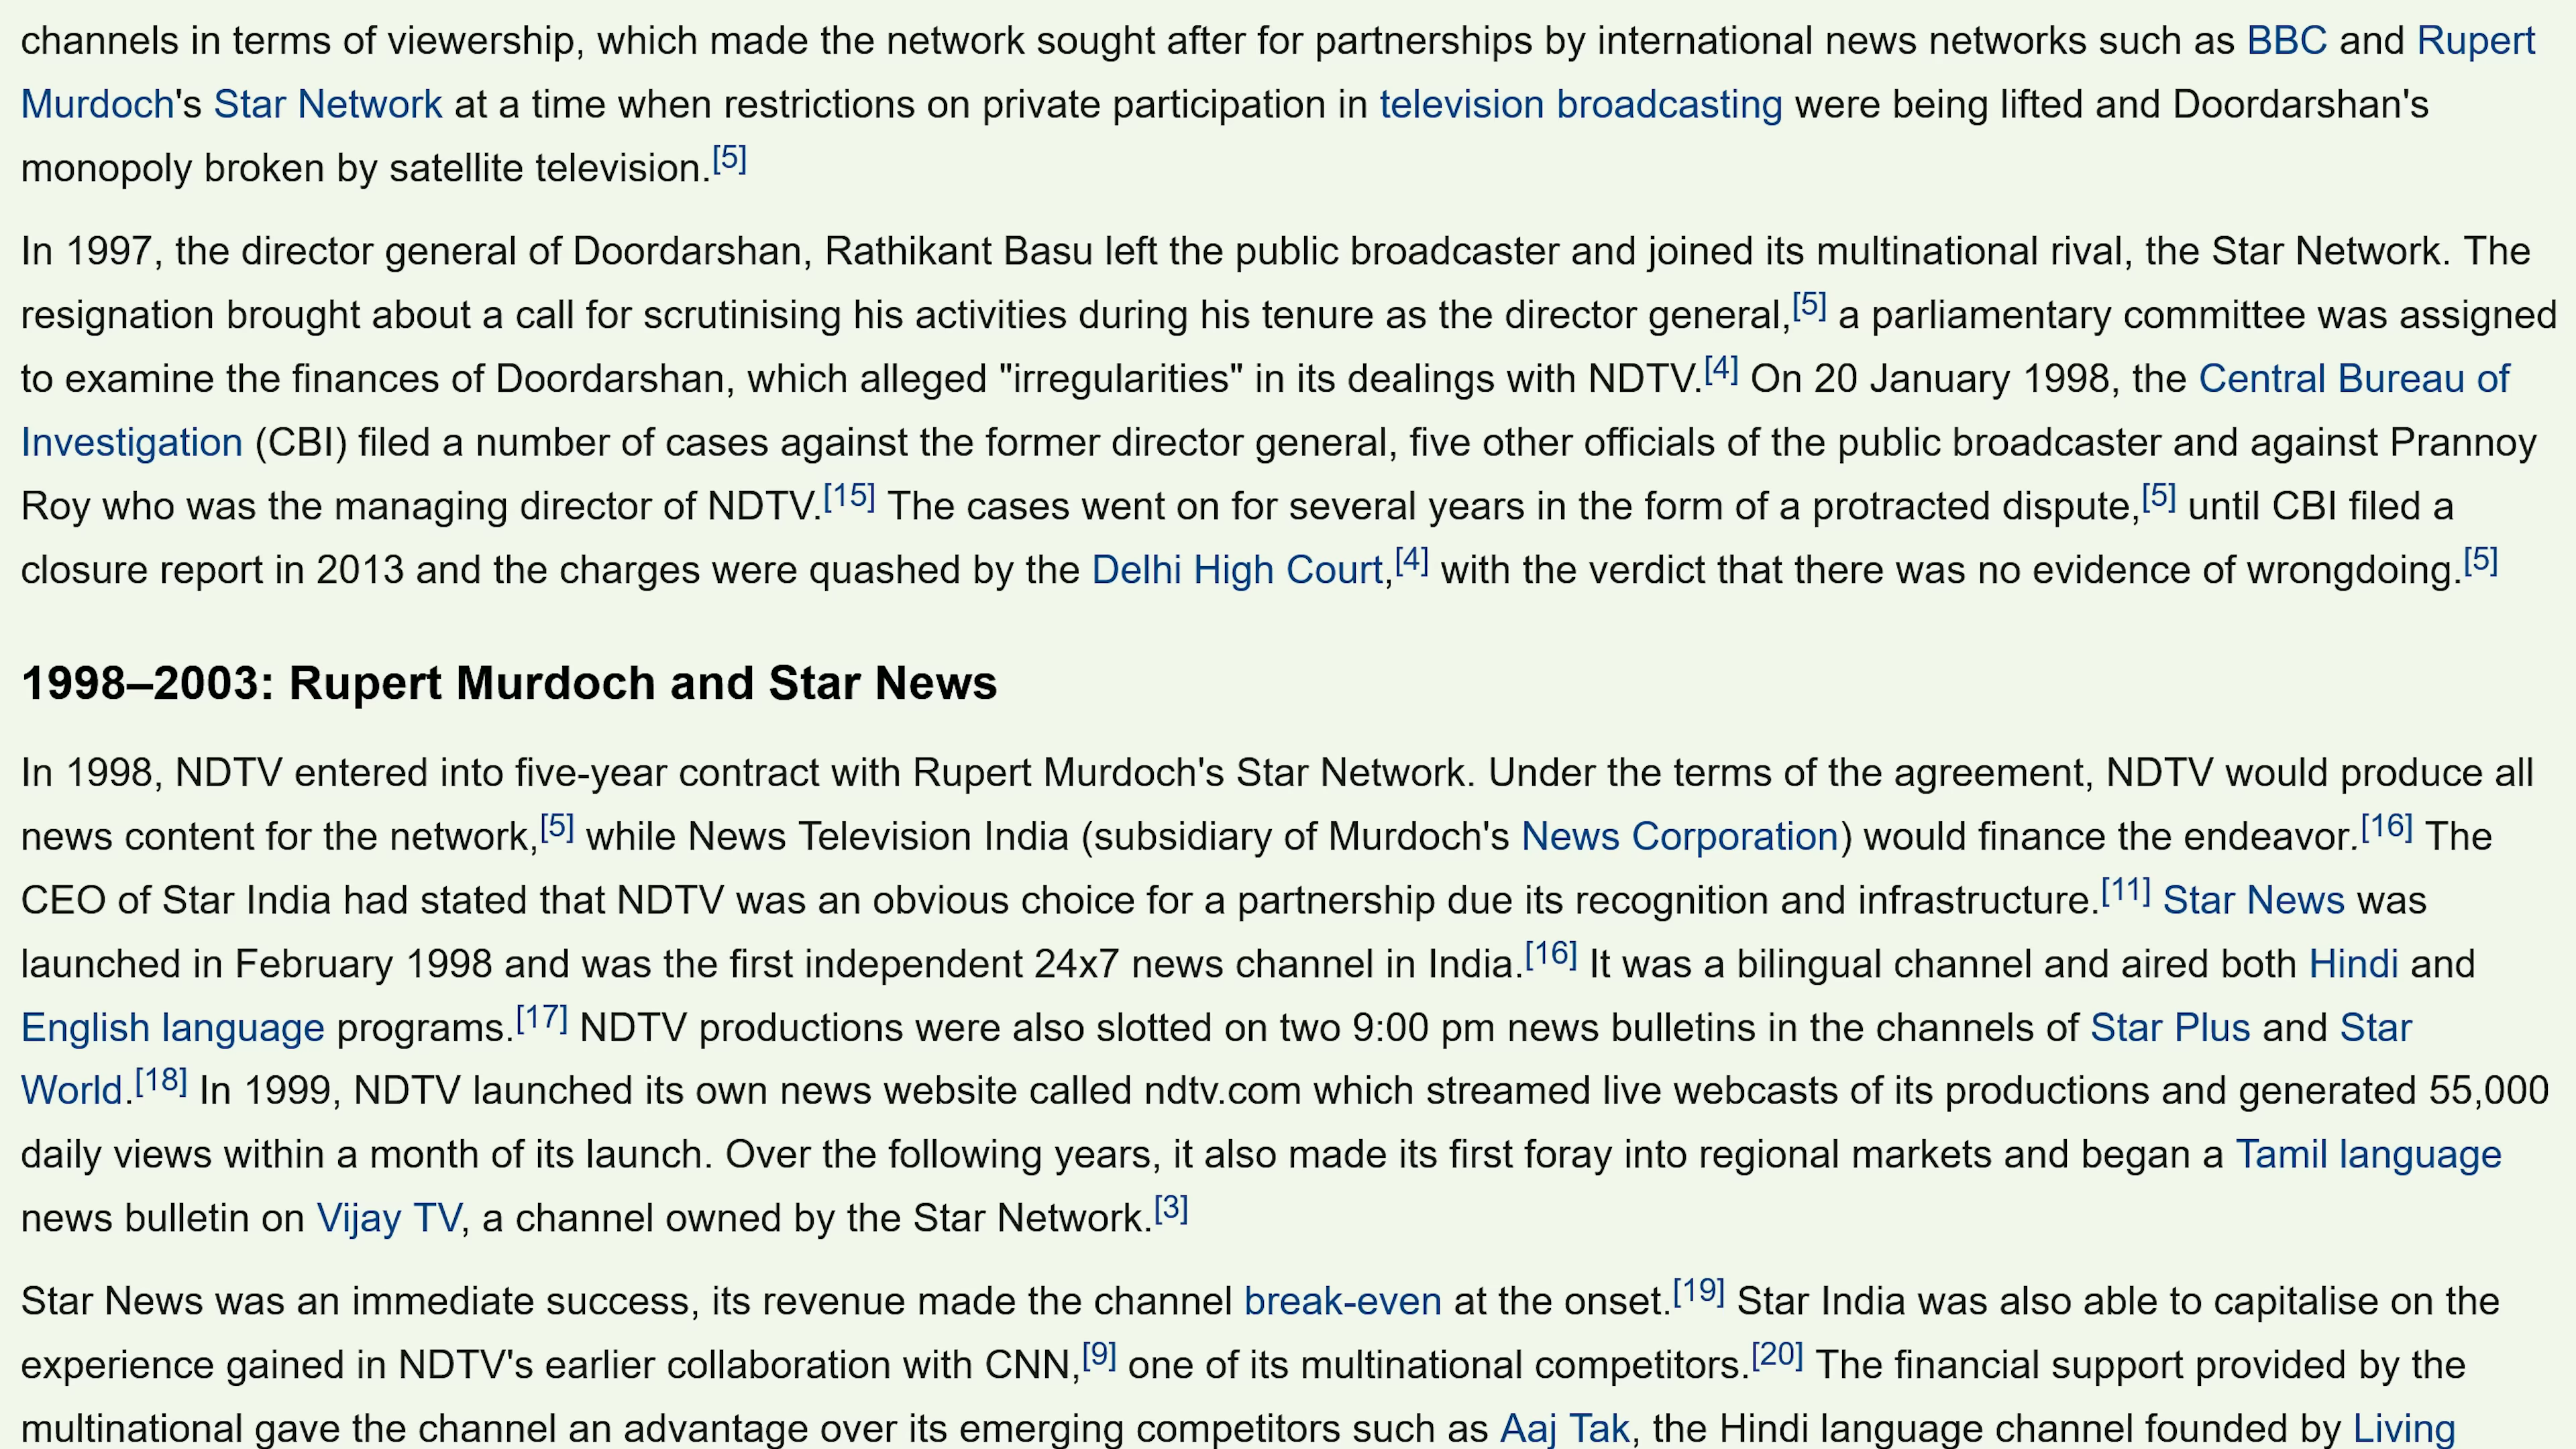 channels in terms of viewership, which made the network sought after for partnerships by international news networks such as BBC and Rupert
Murdoch's Star Network at a time when restrictions on private participation in television broadcasting were being lifted and Doordarshan's
monopoly broken by satellite television.[5]
In 1997, the director general of Doordarshan, Rathikant Basu left the public broadcaster and joined its multinational rival, the Star Network. The
resignation brought about a call for scrutinising his activities during his tenure as the director general,[5] a parliamentary committee was assigned
to examine the finances of Doordarshan, which alleged "irregularities" in its dealings with NDTV.[4] On 20 January 1998, the Central Bureau of
Investigation (CBI) filed a number of cases against the former director general, five other officials of the public broadcaster and against Prannoy
Roy who was the managing director of NDTV.[15] The cases went on for several years in the form of a protracted dispute,[5] until CBI filed a
closure report in 2013 and the charges were quashed by the Delhi High Court,[4] with the verdict that there was no evidence of wrongdoing.[5]
1998–2003: Rupert Murdoch and Star News
In 1998, NDTV entered into five-year contract with Rupert Murdoch's Star Network. Under the terms of the agreement, NDTV would produce all
news content for the network,[5] while News Television India (subsidiary of Murdoch's News Corporation) would finance the endeavor.[16] The
CEO of Star India had stated that NDTV was an obvious choice for a partnership due its recognition and infrastructure.[11] Star News was
launched in February 1998 and was the first independent 24x7 news channel in India.[16] It was a bilingual channel and aired both Hindi and
English language programs.[17] NDTV productions were also slotted on two 9:00 pm news bulletins in the channels of Star Plus and Star
World.[18] In 1999, NDTV launched its own news website called ndtv.com which streamed live webcasts of its productions and generated 55,000
daily views within a month of its launch. Over the following years, it also made its first foray into regional markets and began a Tamil language
news bulletin on Vijay TV, a channel owned by the Star Network.[3]
Star News was an immediate success, its revenue made the channel break-even at the onset.[19] Star India was also able to capitalise on the
experience gained in NDTV's earlier collaboration with CNN,[9] one of its multinational competitors.[20] The financial support provided by the
multinational gave the channel an advantage over its emerging competitors such as Aaj Tak, the Hindi language channel founded by Living